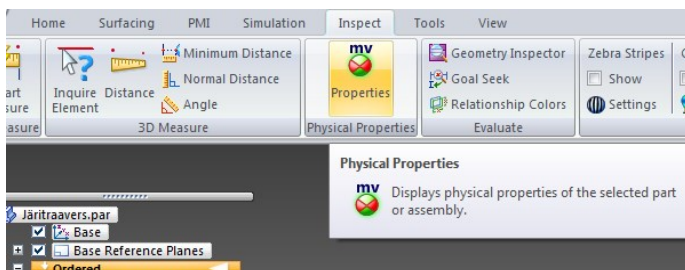 Home Surfacing PMI Simulation Inspect Tools View
mv
Minimum Distance
Geometry Inspector
Zebra Stripes
Normal Distance
Goal Seek
Show
Inquire Element
Distance
Angle
Properties
Relationship Colors
Settings
3D Measure
Physical Properties
Evaluate
Physical Properties
mv
Displays physical properties of the selected part
or assembly.
Järitraavers.par
Base
Base Reference Planes
Ordered